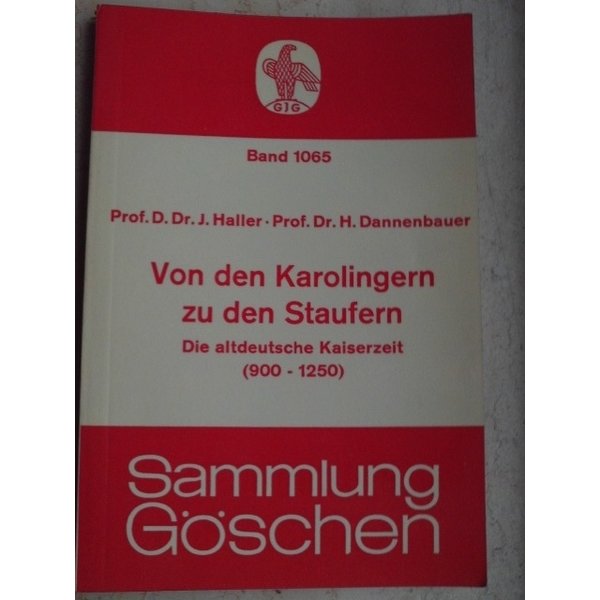 GJG
Band 1065
Prof. D. Dr. J. Haller · Prof. Dr. H. Dannenbauer
Von den Karolingern
zu den Staufern
Die altdeutsche Kaiserzeit
(900 - 1250)
Sammlung
Göschen